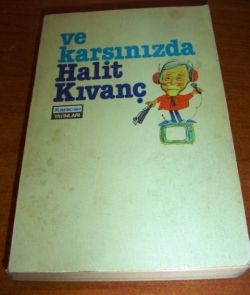 ve
karşınızda
Halit
Kıvanç
Karacan
YAYINLARI